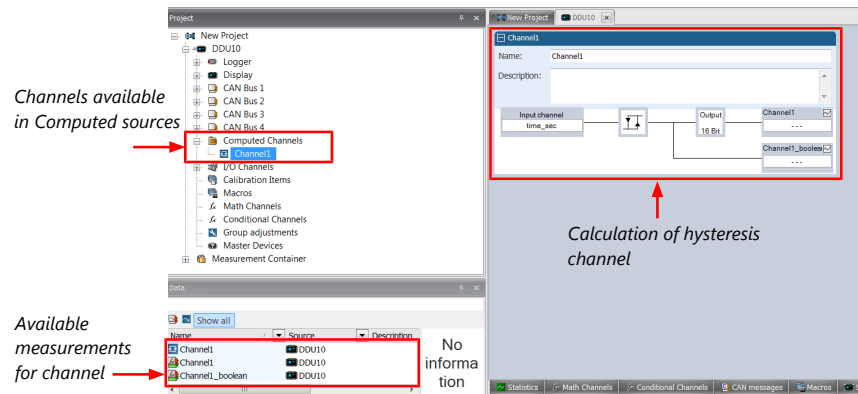 Project
New Project
DDU10
Logger
Display
CAN Bus 1
CAN Bus 2
CAN Bus 3
CAN Bus 4
Computed Channels
Channel1
I/O Channels
Calibration Items
Macros
fx Math Channels
fx Conditional Channels
Group adjustments
Master Devices
Measurement Container
Channels available
in Computed sources
Data
Show all
Name Source Description
Channel1 DDU10
Channel1 DDU10
Channel1_boolean DDU10
No
informa
tion
Available
measurements
for channel
New Project DDU10
Channel1
Name: Channel1
Description:
Input channel
time_sec
Output
16 Bit
Channel1
---
Channel1_boolean
---
Calculation of hysteresis
channel
Statistics fx Math Channels fx Conditional Channels CAN messages Macros